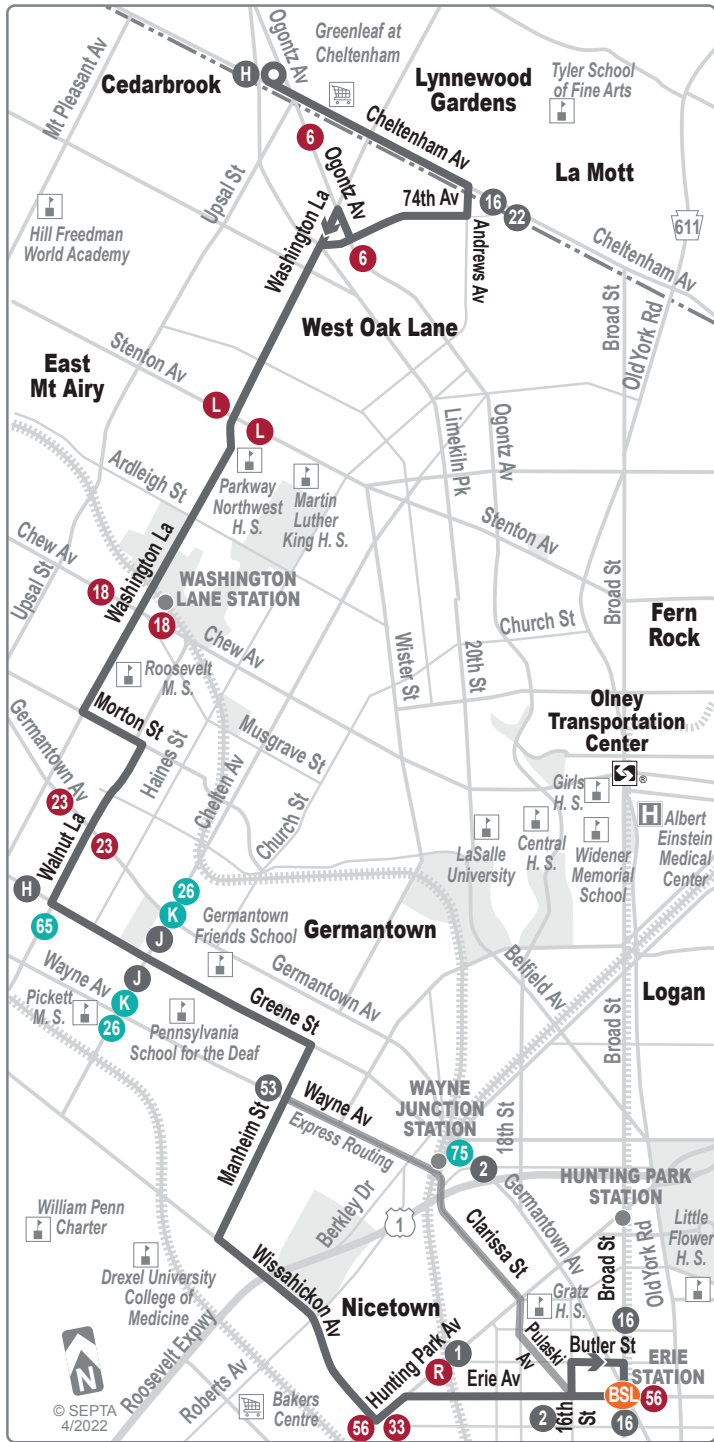 Mt Pleasant Av
Cedarbrook
H
Ogontz Av
Greenleaf at
Cheltenham
Lynnewood
Gardens
Tyler School
of Fine Arts
Cheltenham Av
La Mott
6
Ogontz Av
Upsal St
Washington La
74th Av
16
22
611
Hill Freedman
World Academy
6
Andrews Av
Cheltenham Av
Broad St
Old York Rd
West Oak Lane
East
Mt Airy
Stenton Av
L
L
Limekiln Pk
Ogontz Av
Ardleigh St
Parkway
Northwest
H. S.
Martin
Luther
King H. S.
Stenton Av
Chew Av
Upsal St
Washington La
18
WASHINGTON
LANE STATION
18
Chew Av
Wister St
20th St
Church St
Broad St
Fern
Rock
Roosevelt
M. S.
Morton St
Haines St
Musgrave St
Olney
Transportation
Center
®
Germantown Av
Chelten Av
Church St
23
23
Walnut La
Girls
H. S.
H
Albert
Einstein
Medical
Center
LaSalle
University
Central
H. S.
Widener
Memorial
School
H
65
26
K
J
Germantown
Friends School
Germantown
Germantown Av
Belfield Av
Logan
Broad St
Wayne Av
J
K
26
Pickett
M. S.
Pennsylvania
School for the Deaf
Greene St
53
Wayne Av
Express Routing
WAYNE
JUNCTION
STATION
75
2
18th St
Manheim St
Berkley Dr
1
Germantown Av
HUNTING PARK
STATION
William Penn
Charter
Drexel University
College of
Medicine
Wissahickon Av
Clarissa St
Broad St
Old York Rd
Little
Flower
H. S.
Nicetown
Gratz
H. S.
Pulaski
Av
16
Roosevelt Expwy
Roberts Av
Hunting Park Av
1
R
Butler St
Erie Av
ERIE
STATION
BSL
56
N
© SEPTA
4/2022
Bakers
Centre
56
33
2
16th
St
16